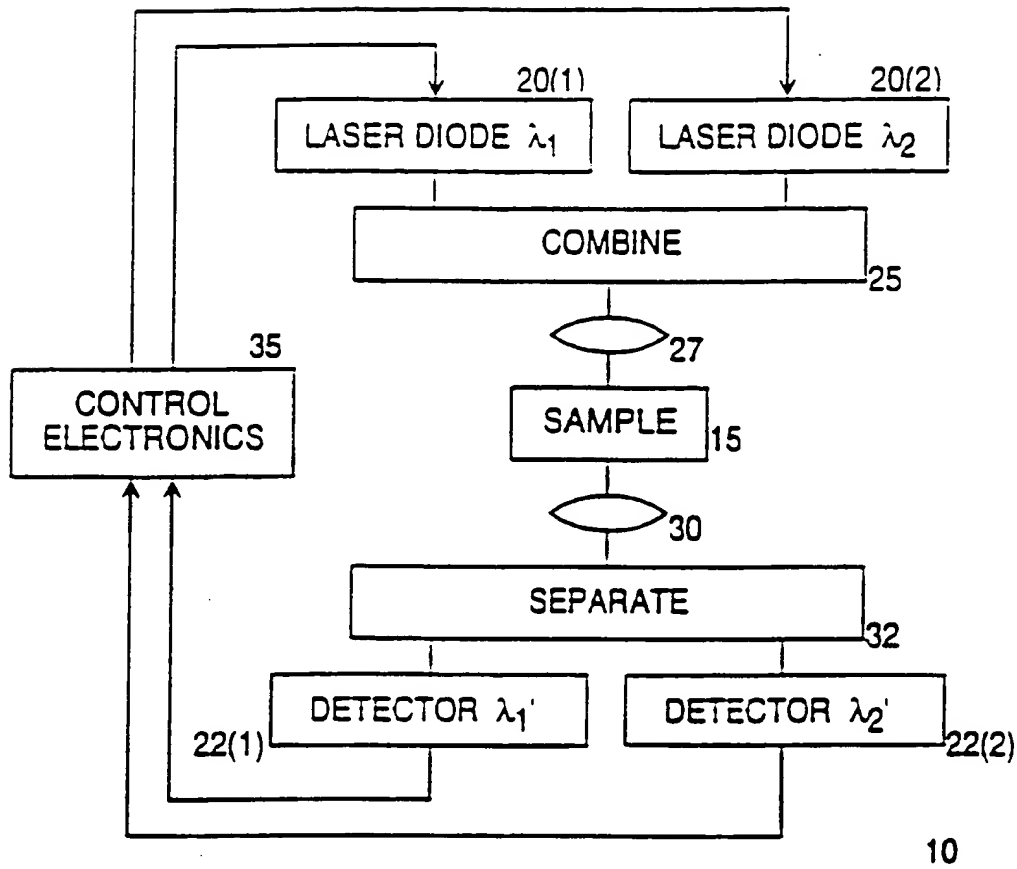 20(1)
20(2)
LASER DIODE λ1
LASER DIODE λ2
COMBINE
25
27
35
CONTROL
ELECTRONICS
SAMPLE
15
30
SEPARATE
32
DETECTOR λ1'
DETECTOR λ2'
22(1)
22(2)
10